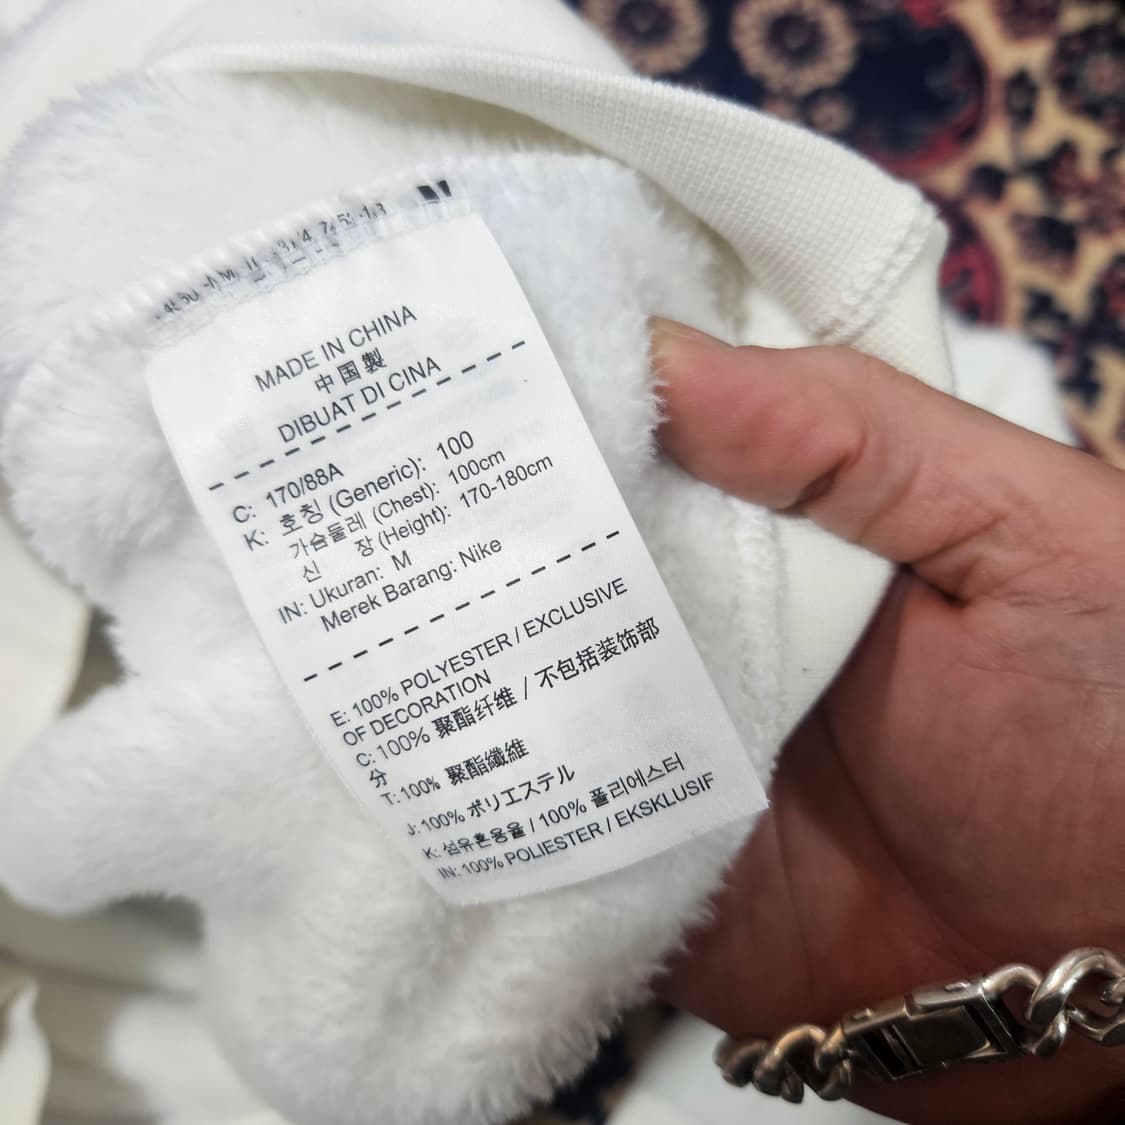 MADE IN CHINA
中国製
DIBUAT DI CINA
C: 170/88A
K: 호칭 (Generic): 100
가슴둘레 (Chest): 100cm
신 장 (Height): 170-180cm
IN: Ukuran: M
Merek Barang: Nike
E: 100% POLYESTER / EXCLUSIVE
OF DECORATION
C: 100% 聚酯纤维 / 不包括装饰部
分
T: 100% 聚酯纖維
J: 100% ポリエステル
K: 섬유혼용율 / 100% 폴리에스터
IN: 100% POLIESTER / EKSKLUSIF